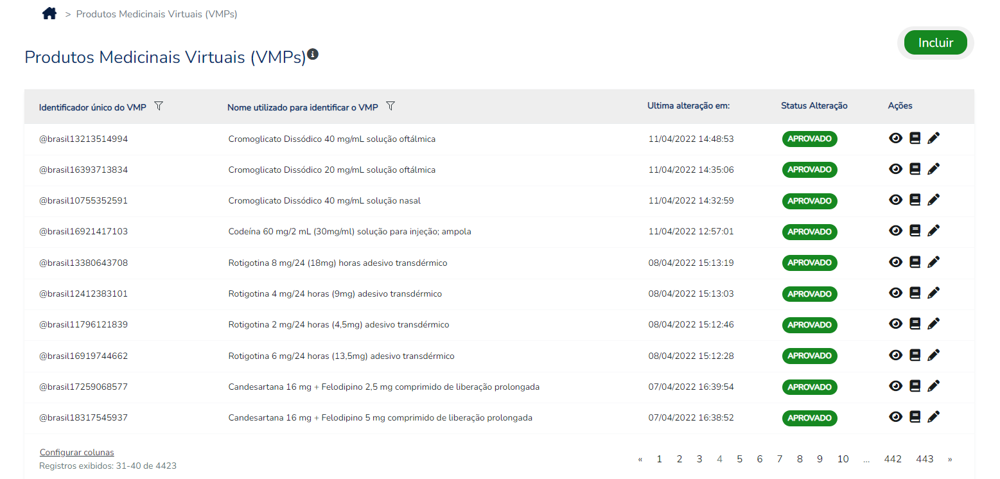 > Produtos Medicinais Virtuais (VMPs)
Incluir
Produtos Medicinais Virtuais (VMPs)
Identificador único do VMP Nome utilizado para identificar o VMP Ultima alteração em: Status Alteração Ações
@brasil13213514994 Cromoglicato Dissódico 40 mg/mL solução oftálmica 11/04/2022 14:48:53 APROVADO
@brasil16393713834 Cromoglicato Dissódico 20 mg/mL solução oftálmica 11/04/2022 14:35:06 APROVADO
@brasil10755352591 Cromoglicato Dissódico 40 mg/mL solução nasal 11/04/2022 14:32:59 APROVADO
@brasil16921417103 Codeína 60 mg/2 mL (30mg/ml) solução para injeção; ampola 11/04/2022 12:57:01 APROVADO
@brasil13380643708 Rotigotina 8 mg/24 (18mg) horas adesivo transdérmico 08/04/2022 15:13:19 APROVADO
@brasil12412383101 Rotigotina 4 mg/24 horas (9mg) adesivo transdérmico 08/04/2022 15:13:03 APROVADO
@brasil11796121839 Rotigotina 2 mg/24 horas (4,5mg) adesivo transdérmico 08/04/2022 15:12:46 APROVADO
@brasil16919744662 Rotigotina 6 mg/24 horas (13,5mg) adesivo transdérmico 08/04/2022 15:12:28 APROVADO
@brasil17259068577 Candesartana 16 mg + Felodipino 2,5 mg comprimido de liberação prolongada 07/04/2022 16:39:54 APROVADO
@brasil18317545937 Candesartana 16 mg + Felodipino 5 mg comprimido de liberação prolongada 07/04/2022 16:38:52 APROVADO
Configurar colunas
Registros exibidos: 31-40 de 4423
« 1 2 3 4 5 6 7 8 9 10 ... 442 443 »